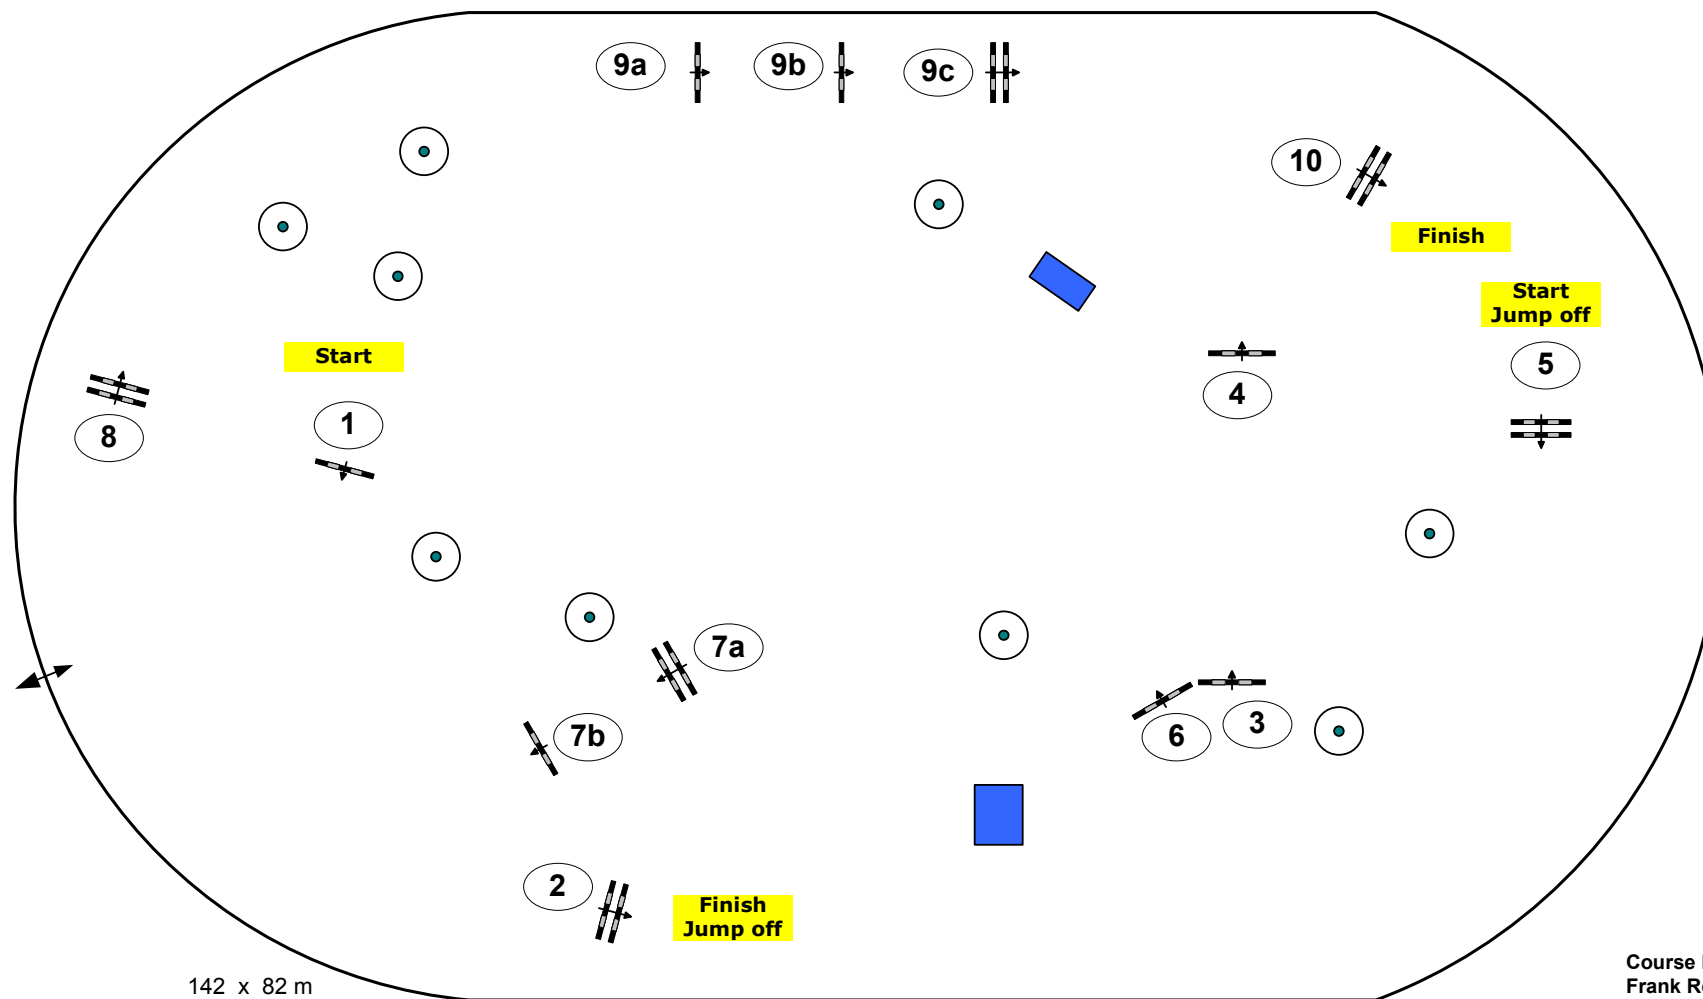 9a
9b
9c
10
Finish
Start
Jump off
Start
5
4
8
1
7a
7b
6
3
2
Finish
Jump off
142 x 82 m
Course
Frank